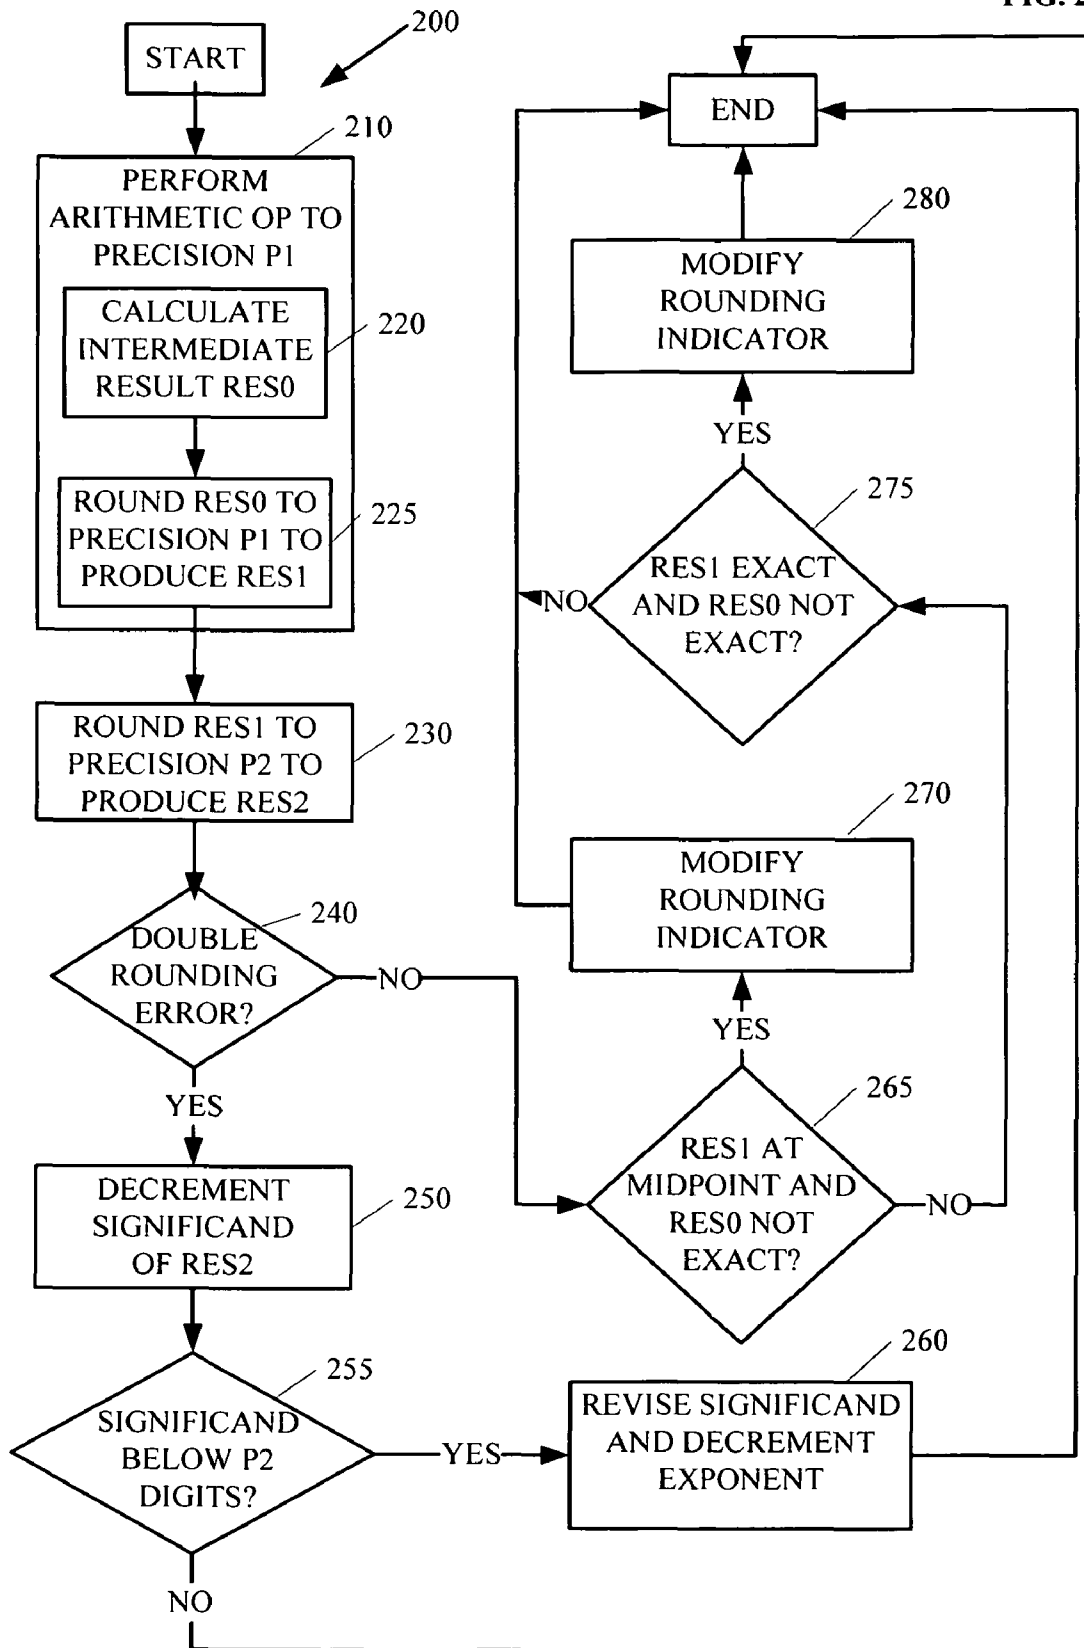 FIG. 2
START
200
210
PERFORM
ARITHMETIC OP TO
PRECISION P1
CALCULATE
INTERMEDIATE
RESULT RES0
220
ROUND RES0 TO
PRECISION P1 TO
PRODUCE RES1
225
ROUND RES1 TO
PRECISION P2 TO
PRODUCE RES2
230
DOUBLE
ROUNDING
ERROR?
240
NO
YES
DECREMENT
SIGNIFICAND
OF RES2
250
SIGNIFICAND
BELOW P2
DIGITS?
255
YES
NO
END
280
MODIFY
ROUNDING
INDICATOR
YES
275
RES1 EXACT
AND RES0 NOT
EXACT?
NO
270
MODIFY
ROUNDING
INDICATOR
YES
265
RES1 AT
MIDPOINT AND
RES0 NOT
EXACT?
NO
260
REVISE SIGNIFICAND
AND DECREMENT
EXPONENT